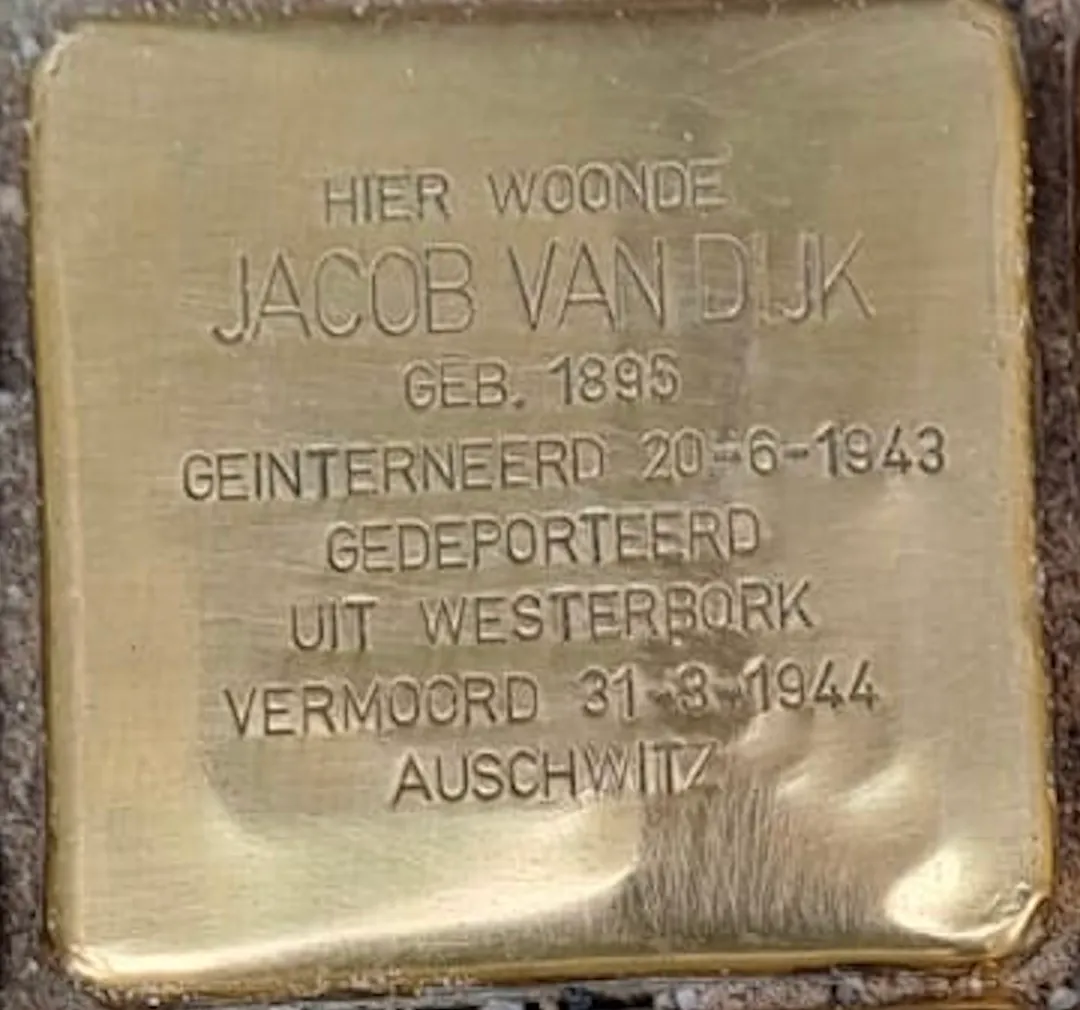 HIER WOONDE
JACOB VAN DIJK
GEB. 1895
GEINTERNEERD 20-6-1943
GEDEPORTEERD
UIT WESTERBORK
VERMOORD 31-3-1944
AUSCHWITZ